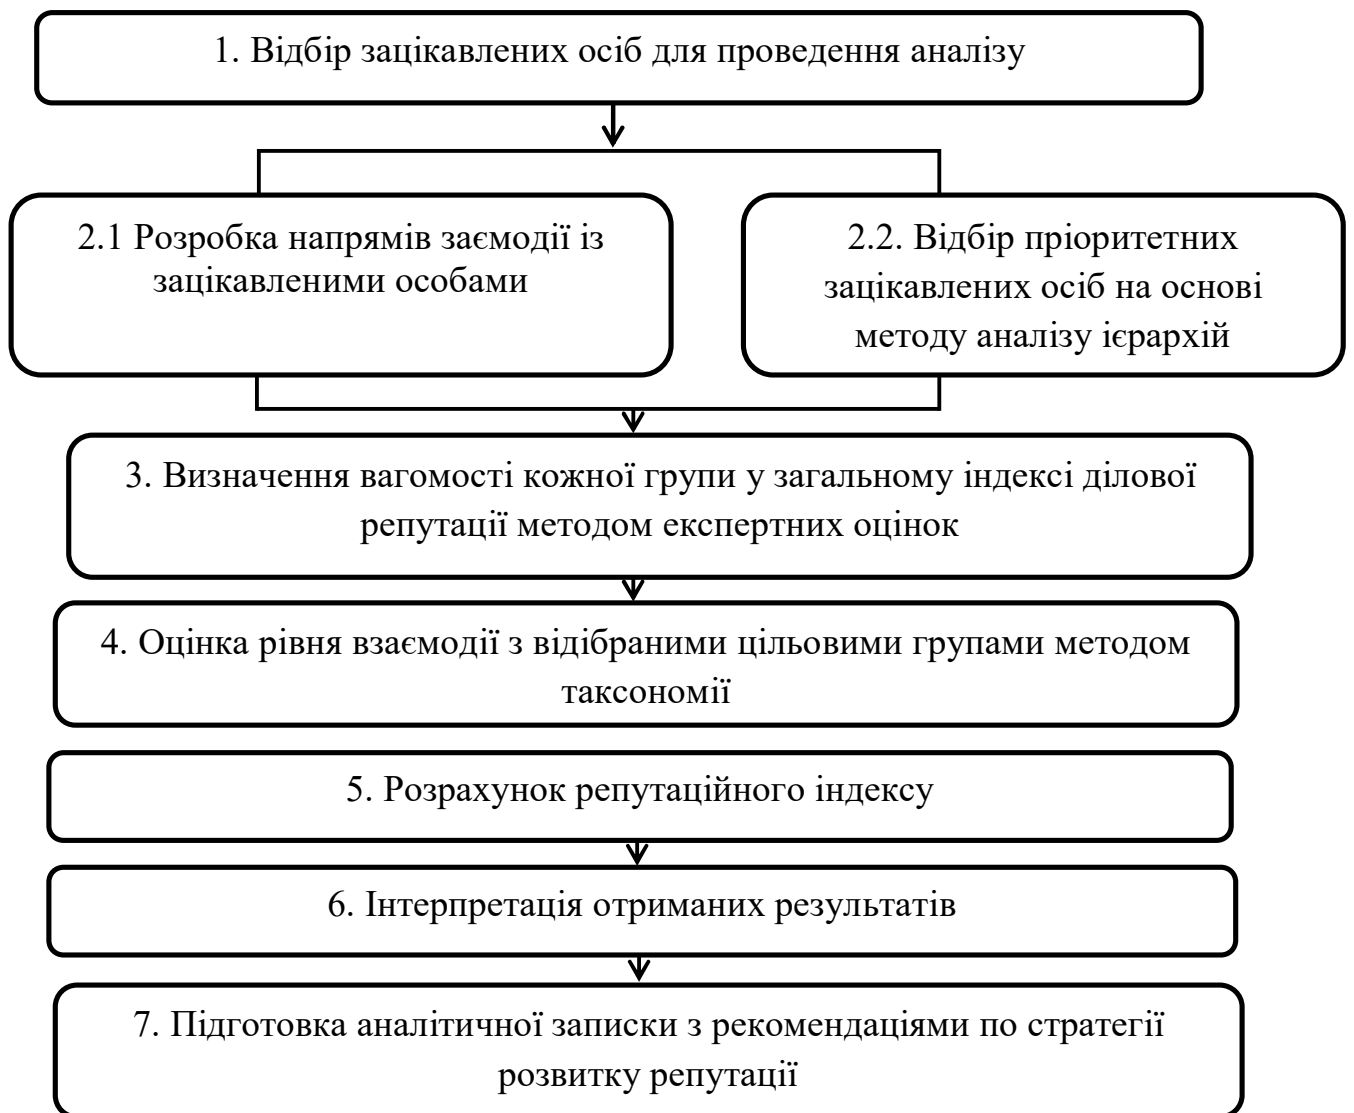 1. Відбір зацікавлених осіб для проведення аналізу
2.1 Розробка напрямів заємодії із
зацікавленими особами
2.2. Відбір пріоритетних
зацікавлених осіб на основі
методу аналізу ієрархій
3. Визначення вагомості кожної групи у загальному індексі ділової
репутації методом експертних оцінок
4. Оцінка рівня взаємодії з відібраними цільовими групами методом
таксономії
5. Розрахунок репутаційного індексу
6. Інтерпретація отриманих результатів
7. Підготовка аналітичної записки з рекомендаціями по стратегії
розвитку репутації